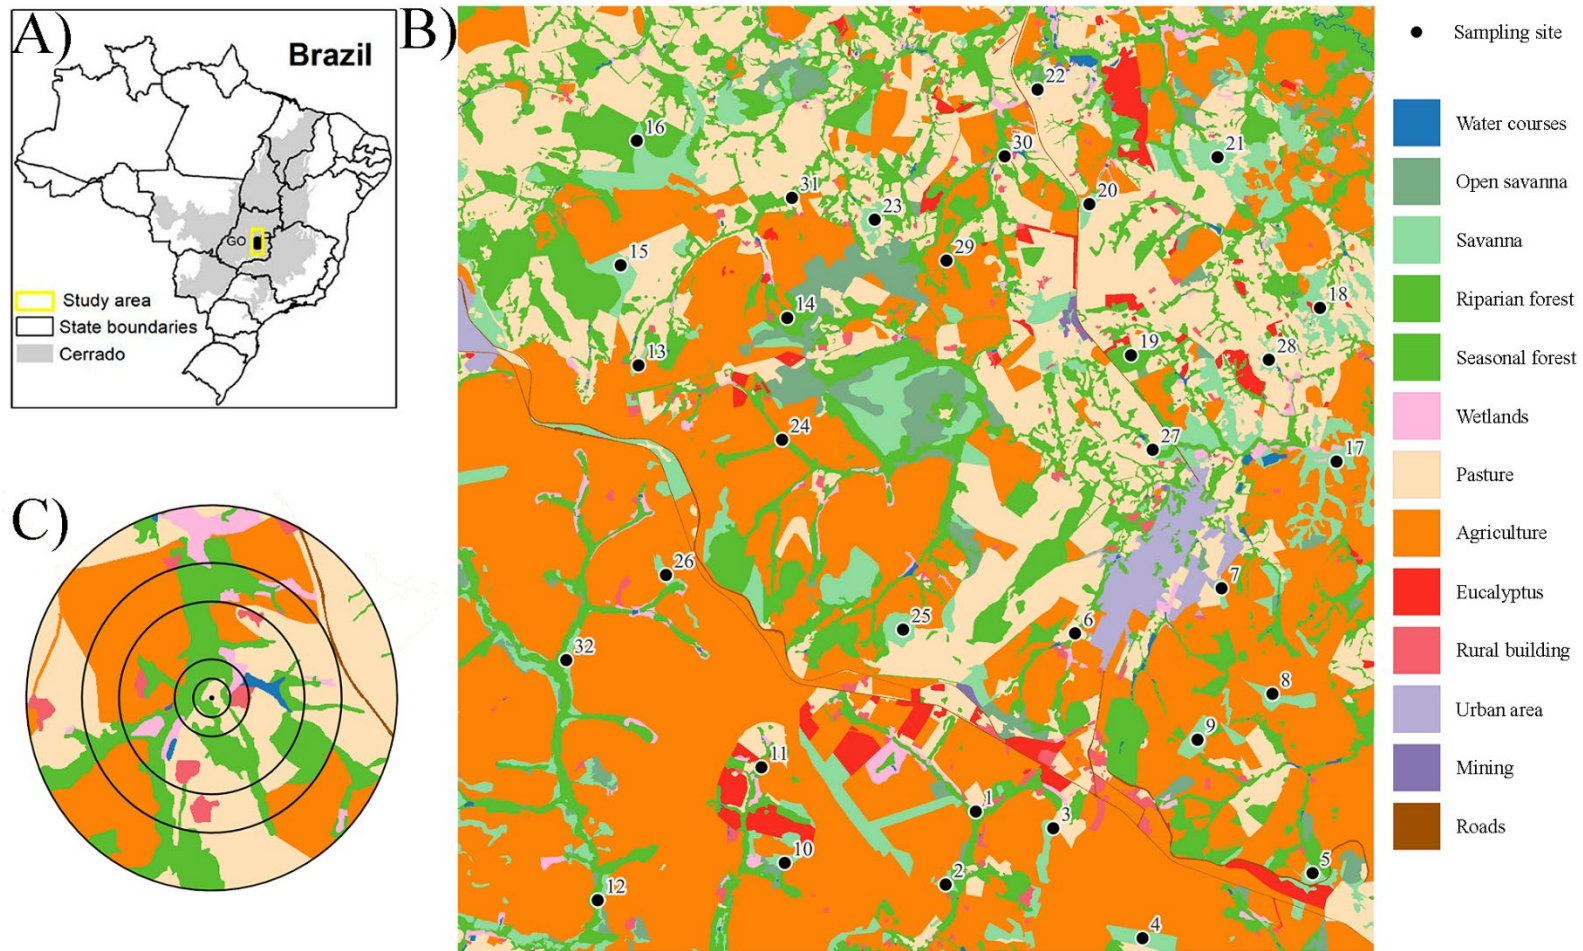 A)
Brazil
GO
Study area
State boundaries
Cerrado
B)
22
16
30
21
31
20
23
29
15
18
14
19
28
13
24
27
17
26
7
25
6
32
8
9
11
1
3
10
2
5
12
4
C)
Sampling site
Water courses
Open savanna
Savanna
Riparian forest
Seasonal forest
Wetlands
Pasture
Agriculture
Eucalyptus
Rural building
Urban area
Mining
Roads